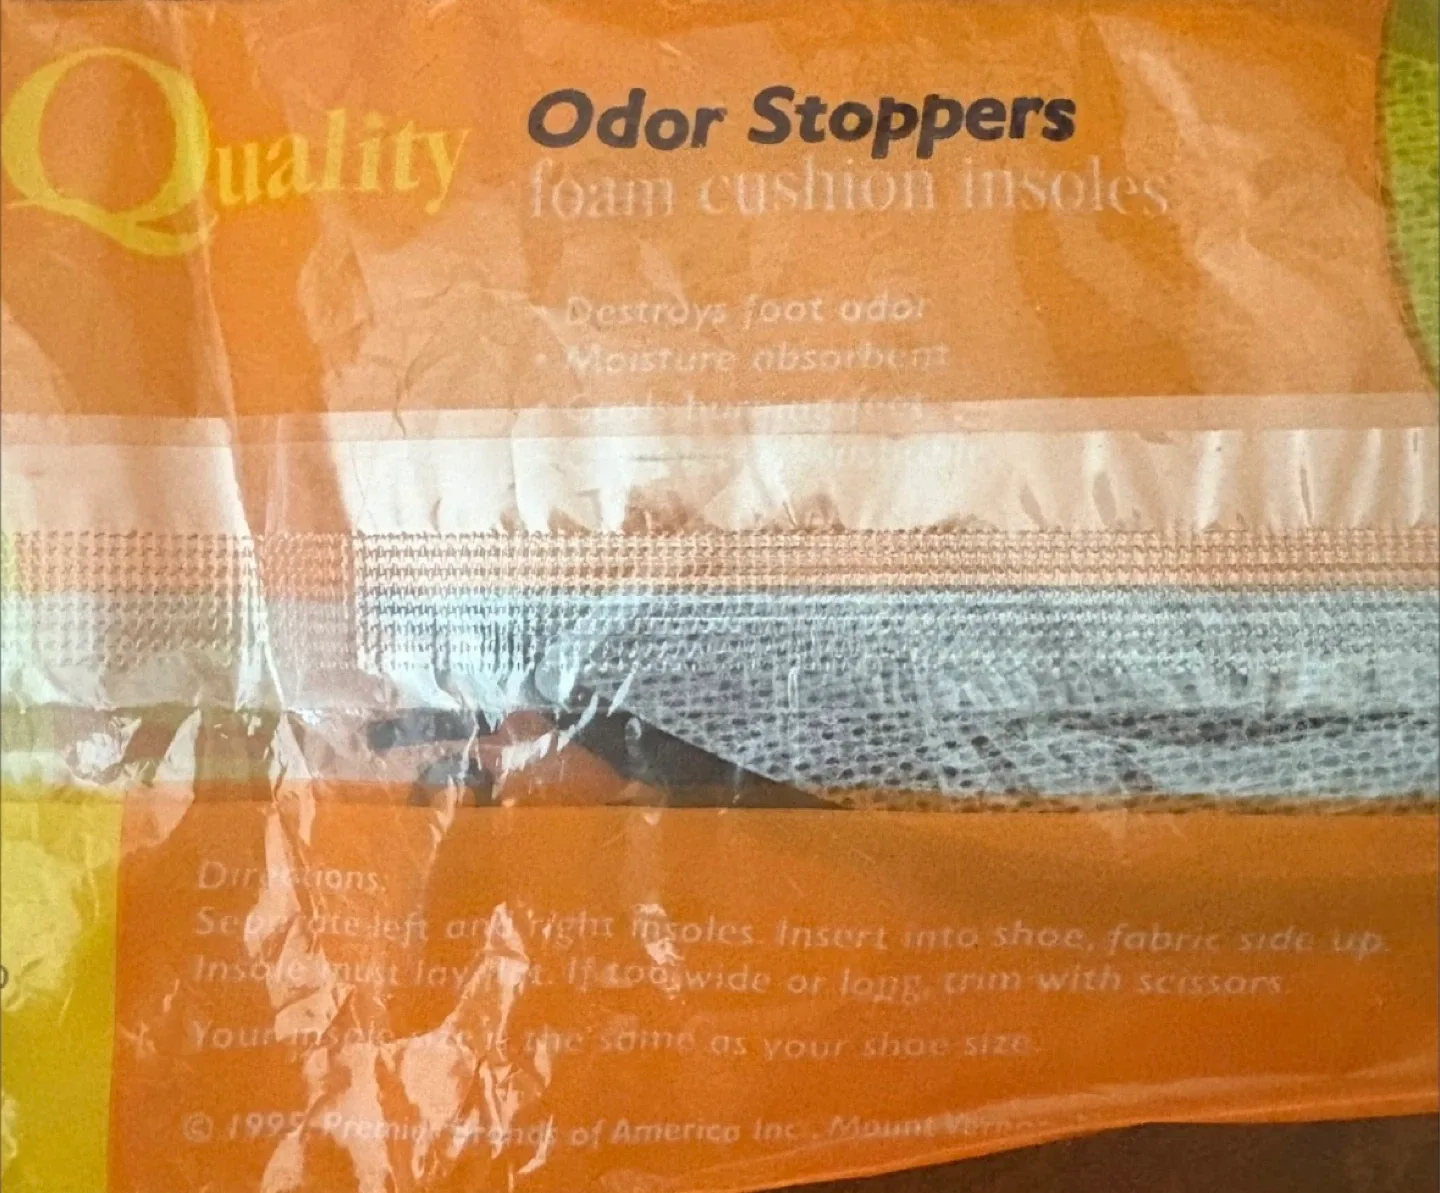 Quality
Odor Stoppers
foam cushion insoles
• Destroys foot odor
• Moisture absorbent
Directions:
Separate left and right insoles. Insert into shoe, fabric side up.
Insole must lay flat. If too wide or long, trim with scissors.
Your insole size is the same as your shoe size.
© 1995, Premier Brands of America Inc., Mount Vernon